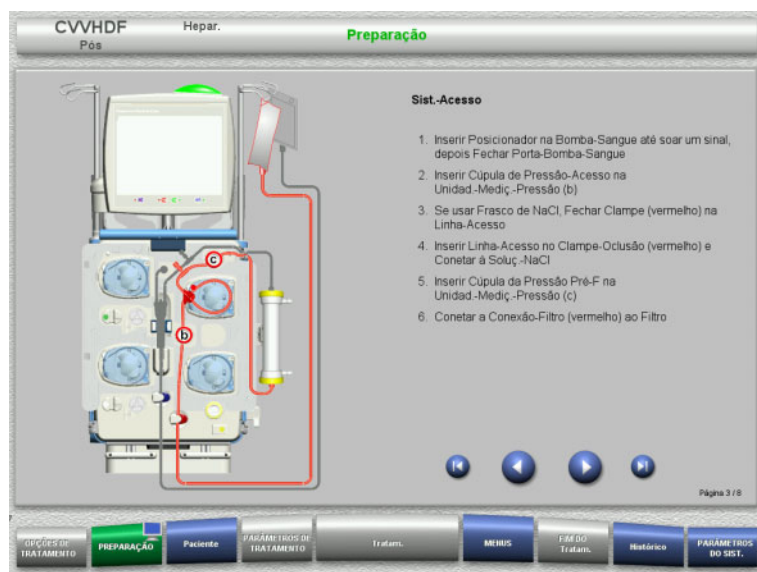 CVVHDF
Hepar.
Pós
Preparação
Sist.-Acesso
1. Inserir Posicionador na Bomba-Sangue até soar um sinal,
depois Fechar Porta-Bomba-Sangue
2. Inserir Cúpula de Pressão-Acesso na
Unidad.-Mediç.-Pressão (b)
3. Se usar Frasco de NaCl, Fechar Clampe (vermelho) na
Linha-Acesso
4. Inserir Linha-Acesso no Clampe-Oclusão (vermelho) e
Conetar à Soluç.-NaCl
5. Inserir Cúpula da Pressão Pré-F na
Unidad.-Mediç.-Pressão (c)
6. Conetar a Conexão-Filtro (vermelho) ao Filtro
c
b
Página 3 / 8
OPÇÕES DE
TRATAMENTO
PREPARAÇÃO
Paciente
PARÂMETROS DE
TRATAMENTO
Tratam.
MENUS
FIM DO
Tratam.
Histórico
PARÂMETROS
DO SIST.